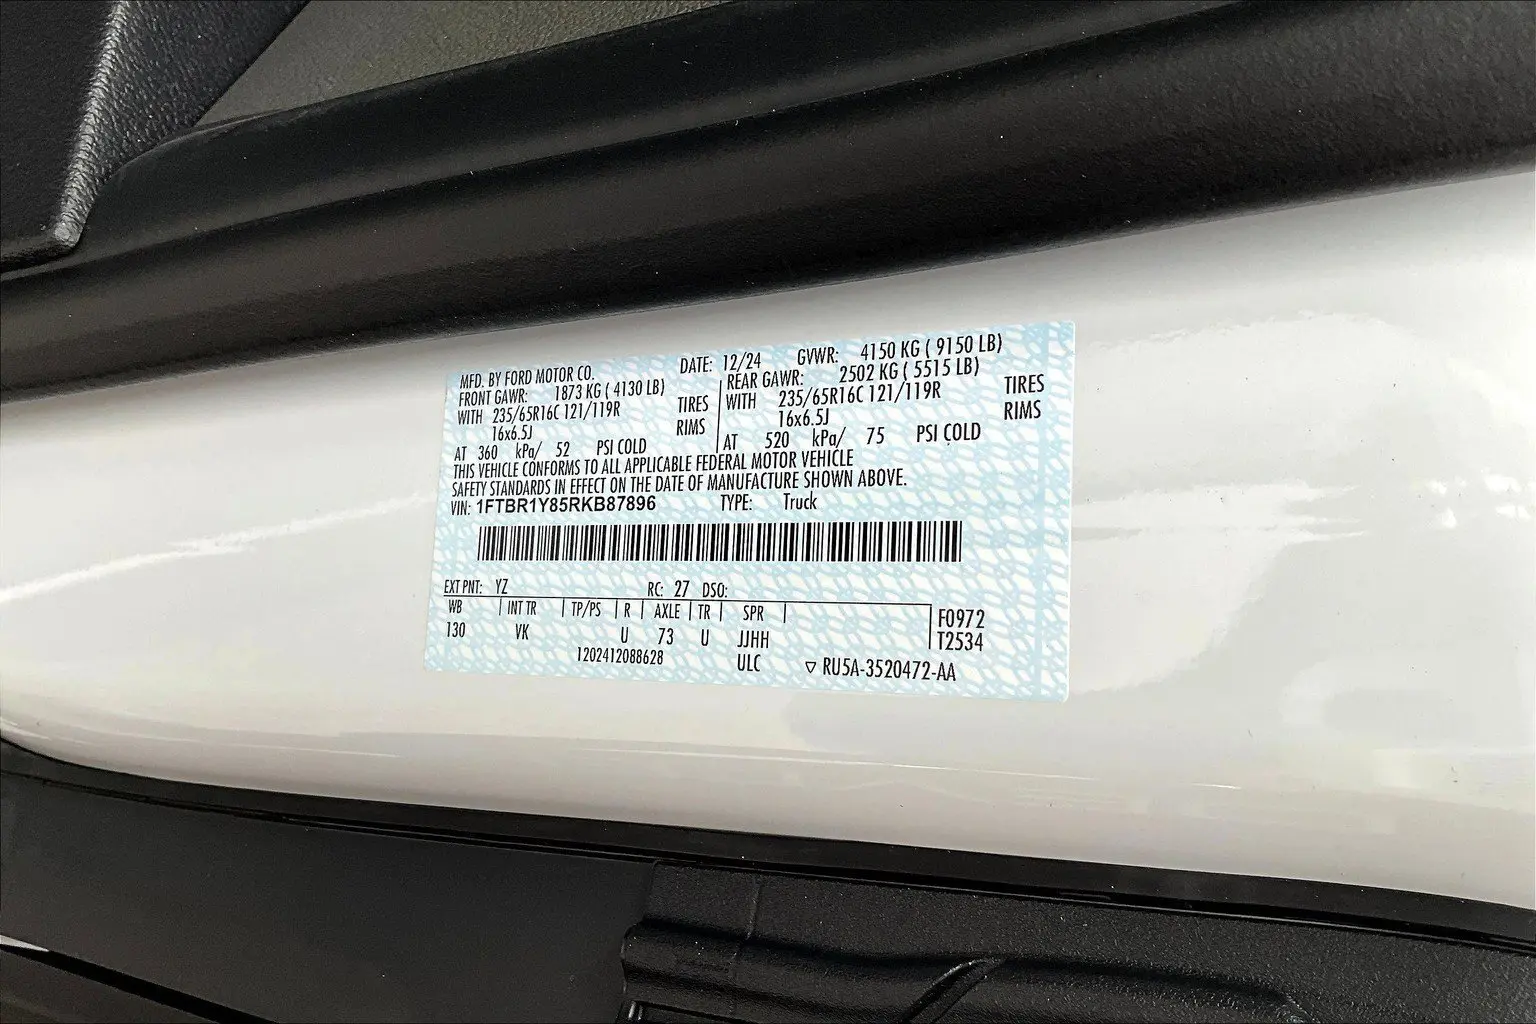 MFD. BY FORD MOTOR CO. DATE: 12/24 GVWR: 4150 KG ( 9150 LB)
FRONT GAWR: 1873 KG ( 4130 LB) REAR GAWR: 2502 KG ( 5515 LB)
WITH 235/65R16C 121/119R TIRES WITH 235/65R16C 121/119R TIRES
16x6.5J RIMS 16x6.5J RIMS
AT 360 kPa/ 52 PSI COLD AT 520 kPa/ 75 PSI COLD
THIS VEHICLE CONFORMS TO ALL APPLICABLE FEDERAL MOTOR VEHICLE
SAFETY STANDARDS IN EFFECT ON THE DATE OF MANUFACTURE SHOWN ABOVE.
VIN: 1FTBR1Y85RKB87896 TYPE: Truck
EXT PNT: YZ RC: 27 DSO:
WB INT TR TP/PS R AXLE TR SPR F0972
130 VK U 73 U JJHH T2534
1202412088628 ULC ▽ RU5A-3520472-AA